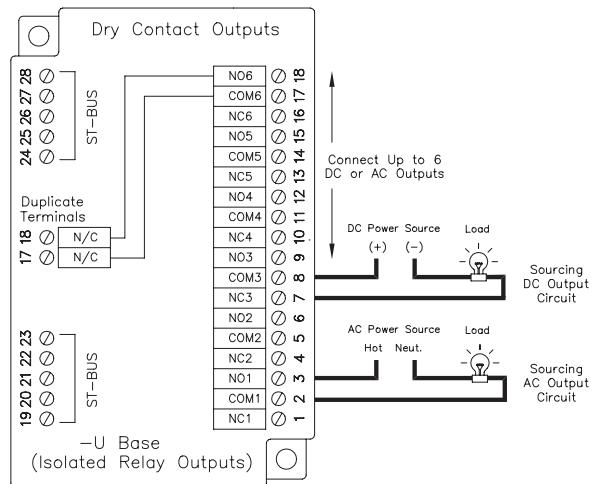 Dry Contact Outputs
28
27
26
25
24
ST-BUS
NO6 18
COM6 17
NC6 16
NO5 15
COM5 14
NC5 13
NO4 12
COM4 11
NC4 10
NO3 9
COM3 8
NC3 7
NO2 6
COM2 5
NC2 4
NO1 3
COM1 2
NC1 1
Duplicate
Terminals
18 N/C
17 N/C
23
22
21
20
19
ST-BUS
-U Base
(Isolated Relay Outputs)
Connect Up to 6
DC or AC Outputs
DC Power Source
(+) (-)
Load
Sourcing
DC Output
Circuit
AC Power Source
Hot Neut.
Load
Sourcing
AC Output
Circuit